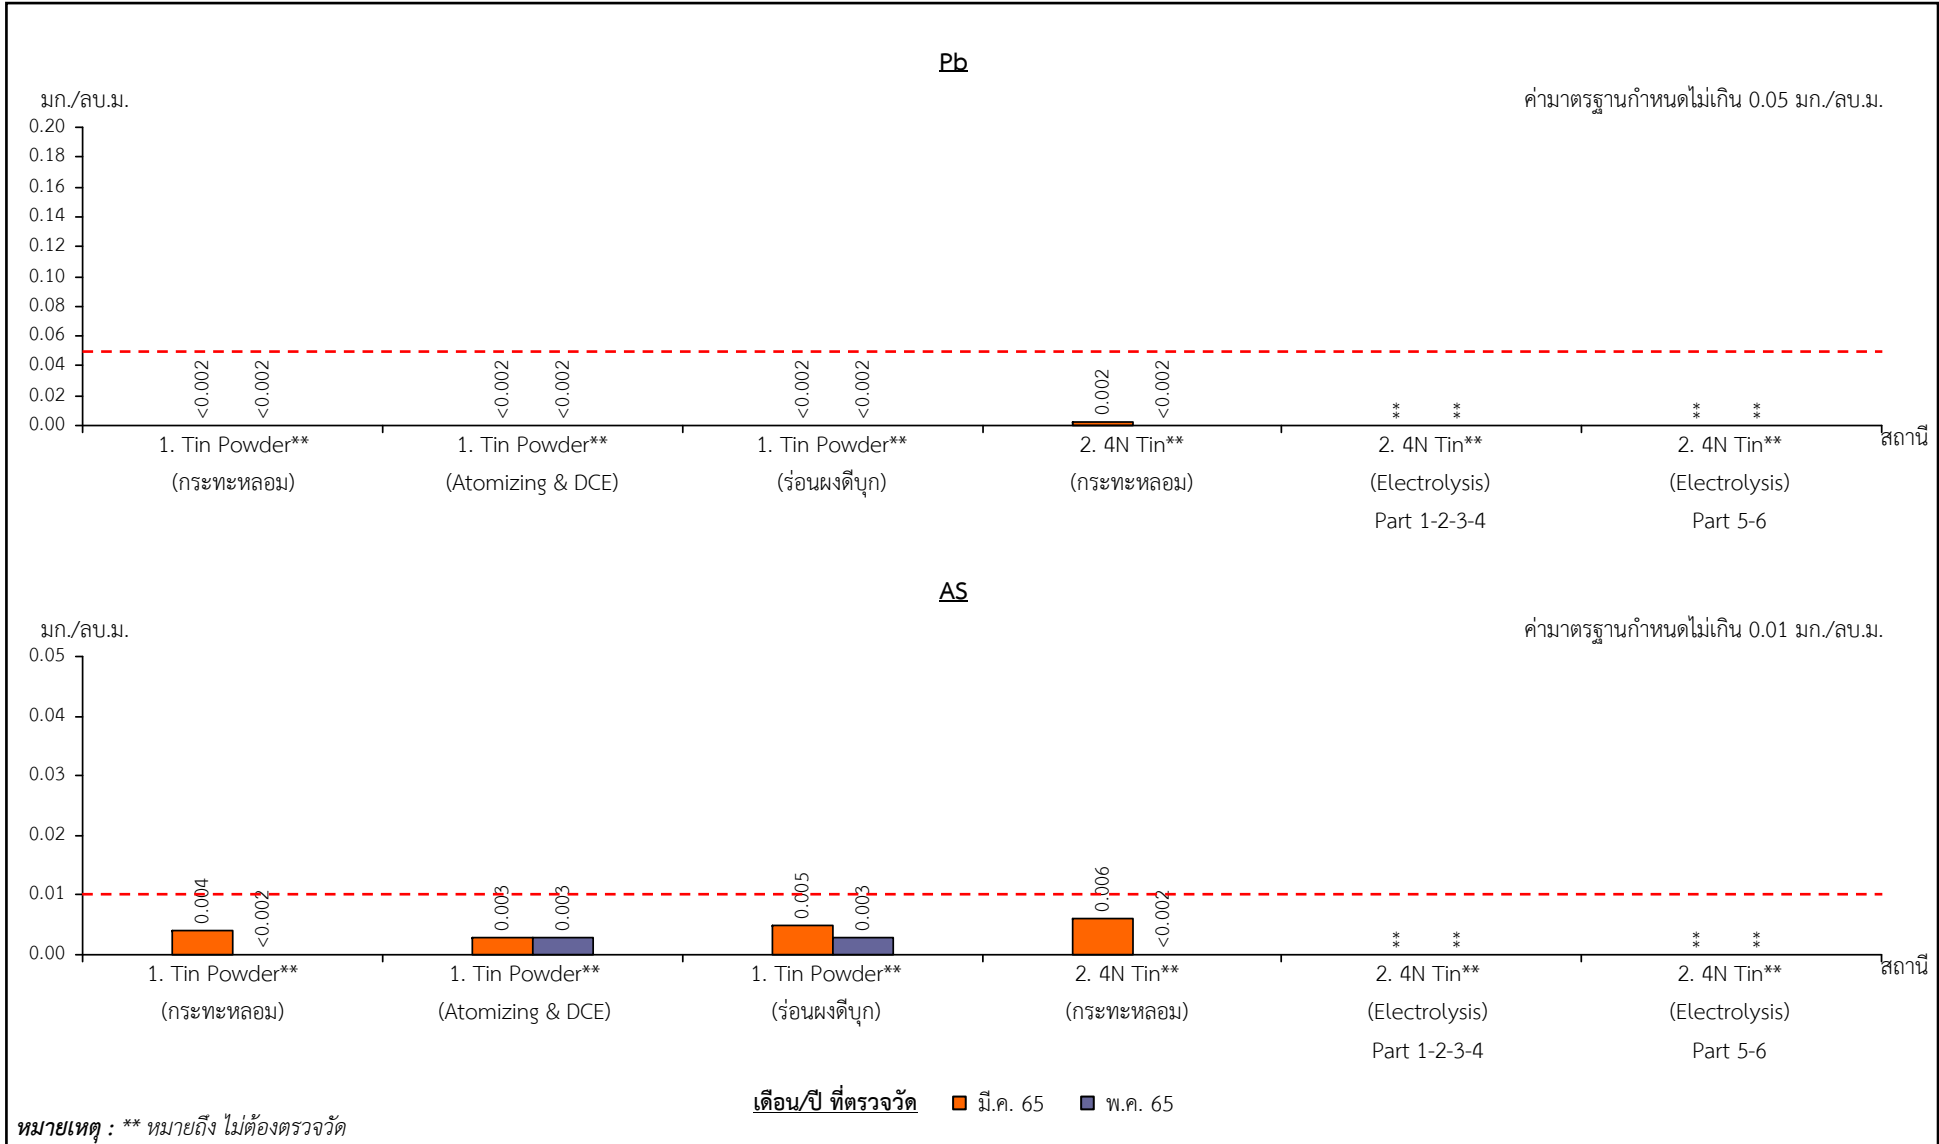 Pb
มก./ลบ.ม.
ค่ามาตรฐานกำหนดไม่เกิน 0.05 มก./ลบ.ม.
0.20
0.18
0.16
0.14
0.12
0.10
0.08
0.06
0.04
0.02
0.00
<0.002 <0.002 <0.002 <0.002 <0.002 <0.002 0.002 <0.002 ** ** ** **
1. Tin Powder** 1. Tin Powder** 1. Tin Powder** 2. 4N Tin** 2. 4N Tin** 2. 4N Tin** สถานี
(กระทะหลอม) (Atomizing & DCE) (ร่อนผงดีบุก) (กระทะหลอม) (Electrolysis) (Electrolysis)
Part 1-2-3-4 Part 5-6
AS
มก./ลบ.ม.
ค่ามาตรฐานกำหนดไม่เกิน 0.01 มก./ลบ.ม.
0.05
0.04
0.03
0.02
0.01
0.00
0.004 <0.002 0.003 0.003 0.005 0.003 0.006 <0.002 ** ** ** **
1. Tin Powder** 1. Tin Powder** 1. Tin Powder** 2. 4N Tin** 2. 4N Tin** 2. 4N Tin** สถานี
(กระทะหลอม) (Atomizing & DCE) (ร่อนผงดีบุก) (กระทะหลอม) (Electrolysis) (Electrolysis)
Part 1-2-3-4 Part 5-6
เดือน/ปี ที่ตรวจวัด มี.ค. 65 พ.ค. 65
หมายเหตุ : ** หมายถึง ไม่ต้องตรวจวัด